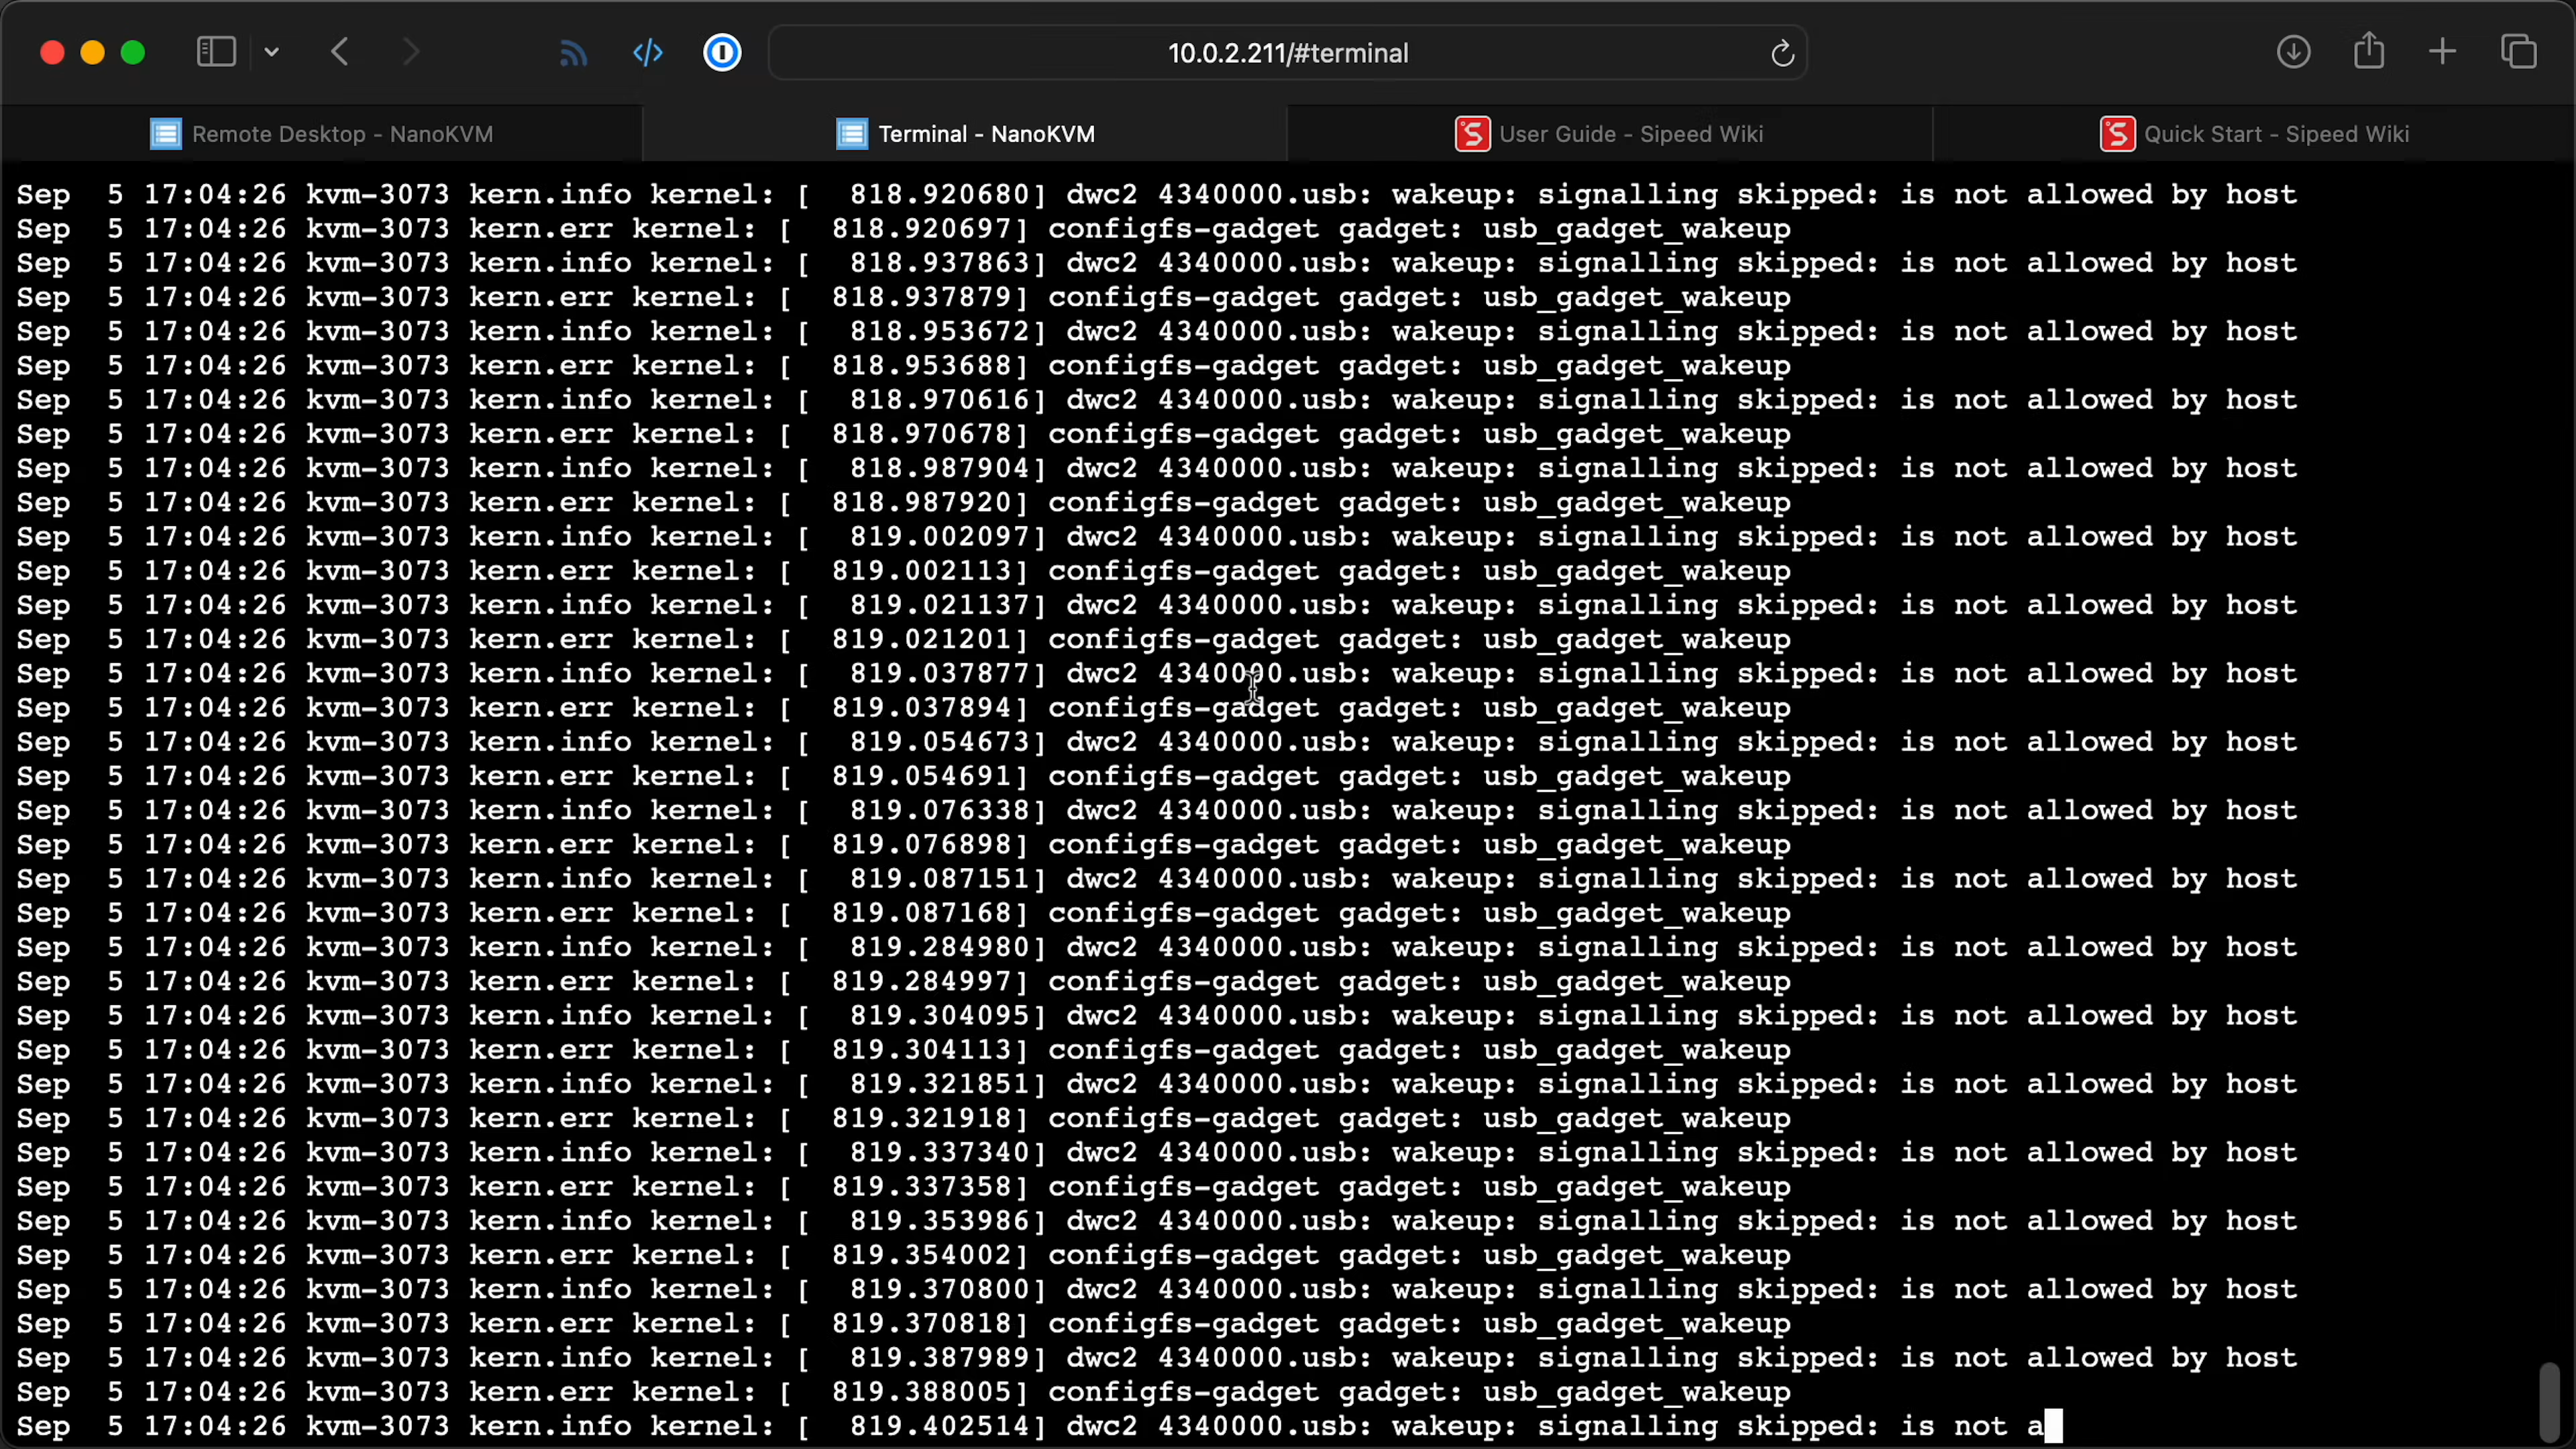 10.0.2.211/#terminal
Remote Desktop - NanoKVM
Terminal - NanoKVM
User Guide - Sipeed Wiki
Quick Start - Sipeed Wiki
Sep  5 17:04:26 kvm-3073 kern.info kernel: [  818.920680] dwc2 4340000.usb: wakeup: signalling skipped: is not allowed by host
Sep  5 17:04:26 kvm-3073 kern.err kernel: [  818.920697] configfs-gadget gadget: usb_gadget_wakeup
Sep  5 17:04:26 kvm-3073 kern.info kernel: [  818.937863] dwc2 4340000.usb: wakeup: signalling skipped: is not allowed by host
Sep  5 17:04:26 kvm-3073 kern.err kernel: [  818.937879] configfs-gadget gadget: usb_gadget_wakeup
Sep  5 17:04:26 kvm-3073 kern.info kernel: [  818.953672] dwc2 4340000.usb: wakeup: signalling skipped: is not allowed by host
Sep  5 17:04:26 kvm-3073 kern.err kernel: [  818.953688] configfs-gadget gadget: usb_gadget_wakeup
Sep  5 17:04:26 kvm-3073 kern.info kernel: [  818.970616] dwc2 4340000.usb: wakeup: signalling skipped: is not allowed by host
Sep  5 17:04:26 kvm-3073 kern.err kernel: [  818.970678] configfs-gadget gadget: usb_gadget_wakeup
Sep  5 17:04:26 kvm-3073 kern.info kernel: [  818.987904] dwc2 4340000.usb: wakeup: signalling skipped: is not allowed by host
Sep  5 17:04:26 kvm-3073 kern.err kernel: [  818.987920] configfs-gadget gadget: usb_gadget_wakeup
Sep  5 17:04:26 kvm-3073 kern.info kernel: [  819.002097] dwc2 4340000.usb: wakeup: signalling skipped: is not allowed by host
Sep  5 17:04:26 kvm-3073 kern.err kernel: [  819.002113] configfs-gadget gadget: usb_gadget_wakeup
Sep  5 17:04:26 kvm-3073 kern.info kernel: [  819.021137] dwc2 4340000.usb: wakeup: signalling skipped: is not allowed by host
Sep  5 17:04:26 kvm-3073 kern.err kernel: [  819.021201] configfs-gadget gadget: usb_gadget_wakeup
Sep  5 17:04:26 kvm-3073 kern.info kernel: [  819.037877] dwc2 4340000.usb: wakeup: signalling skipped: is not allowed by host
Sep  5 17:04:26 kvm-3073 kern.err kernel: [  819.037894] configfs-gadget gadget: usb_gadget_wakeup
Sep  5 17:04:26 kvm-3073 kern.info kernel: [  819.054673] dwc2 4340000.usb: wakeup: signalling skipped: is not allowed by host
Sep  5 17:04:26 kvm-3073 kern.err kernel: [  819.054691] configfs-gadget gadget: usb_gadget_wakeup
Sep  5 17:04:26 kvm-3073 kern.info kernel: [  819.076338] dwc2 4340000.usb: wakeup: signalling skipped: is not allowed by host
Sep  5 17:04:26 kvm-3073 kern.err kernel: [  819.076898] configfs-gadget gadget: usb_gadget_wakeup
Sep  5 17:04:26 kvm-3073 kern.info kernel: [  819.087151] dwc2 4340000.usb: wakeup: signalling skipped: is not allowed by host
Sep  5 17:04:26 kvm-3073 kern.err kernel: [  819.087168] configfs-gadget gadget: usb_gadget_wakeup
Sep  5 17:04:26 kvm-3073 kern.info kernel: [  819.284980] dwc2 4340000.usb: wakeup: signalling skipped: is not allowed by host
Sep  5 17:04:26 kvm-3073 kern.err kernel: [  819.284997] configfs-gadget gadget: usb_gadget_wakeup
Sep  5 17:04:26 kvm-3073 kern.info kernel: [  819.304095] dwc2 4340000.usb: wakeup: signalling skipped: is not allowed by host
Sep  5 17:04:26 kvm-3073 kern.err kernel: [  819.304113] configfs-gadget gadget: usb_gadget_wakeup
Sep  5 17:04:26 kvm-3073 kern.info kernel: [  819.321851] dwc2 4340000.usb: wakeup: signalling skipped: is not allowed by host
Sep  5 17:04:26 kvm-3073 kern.err kernel: [  819.321918] configfs-gadget gadget: usb_gadget_wakeup
Sep  5 17:04:26 kvm-3073 kern.info kernel: [  819.337340] dwc2 4340000.usb: wakeup: signalling skipped: is not allowed by host
Sep  5 17:04:26 kvm-3073 kern.err kernel: [  819.337358] configfs-gadget gadget: usb_gadget_wakeup
Sep  5 17:04:26 kvm-3073 kern.info kernel: [  819.353986] dwc2 4340000.usb: wakeup: signalling skipped: is not allowed by host
Sep  5 17:04:26 kvm-3073 kern.err kernel: [  819.354002] configfs-gadget gadget: usb_gadget_wakeup
Sep  5 17:04:26 kvm-3073 kern.info kernel: [  819.370800] dwc2 4340000.usb: wakeup: signalling skipped: is not allowed by host
Sep  5 17:04:26 kvm-3073 kern.err kernel: [  819.370818] configfs-gadget gadget: usb_gadget_wakeup
Sep  5 17:04:26 kvm-3073 kern.info kernel: [  819.387989] dwc2 4340000.usb: wakeup: signalling skipped: is not allowed by host
Sep  5 17:04:26 kvm-3073 kern.err kernel: [  819.388005] configfs-gadget gadget: usb_gadget_wakeup
Sep  5 17:04:26 kvm-3073 kern.info kernel: [  819.402514] dwc2 4340000.usb: wakeup: signalling skipped: is not a